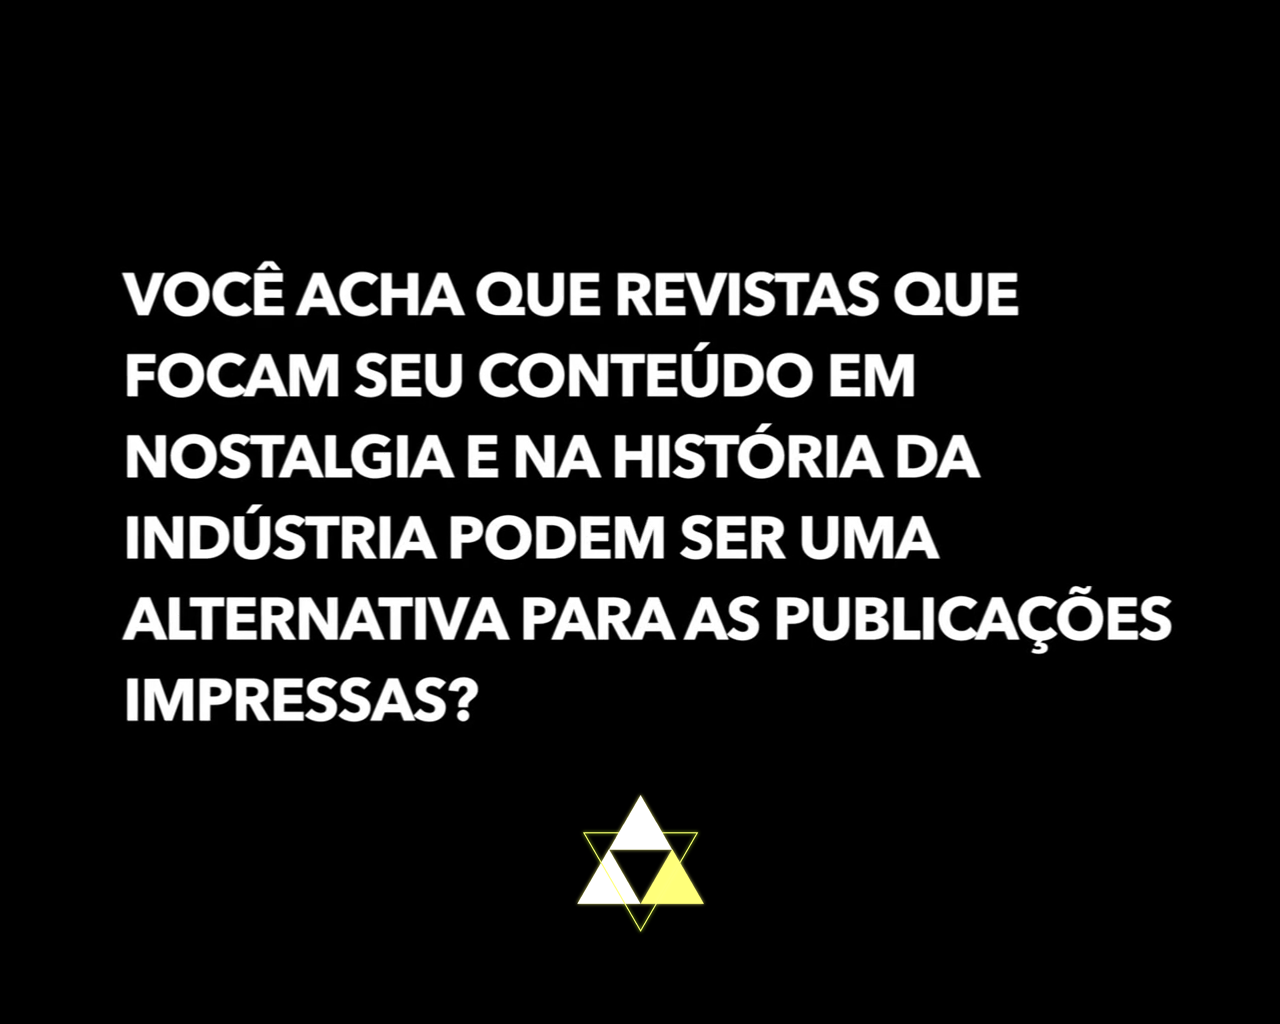 VOCÊ ACHA QUE REVISTAS QUE
FOCAM SEU CONTEÚDO EM
NOSTALGIA E NA HISTÓRIA DA
INDÚSTRIA PODEM SER UMA
ALTERNATIVA PARA AS PUBLICAÇÕES
IMPRESSAS?